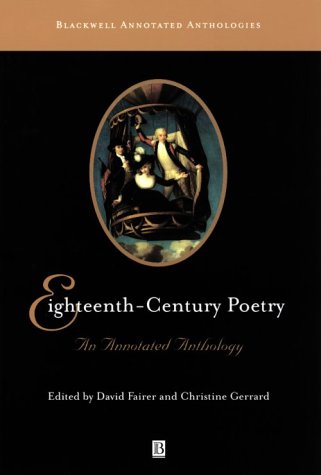 BLACKWELL ANNOTATED ANTHOLOGIES
Eighteenth-Century Poetry
An Annotated Anthology
Edited by David Fairer and Christine Gerrard
B